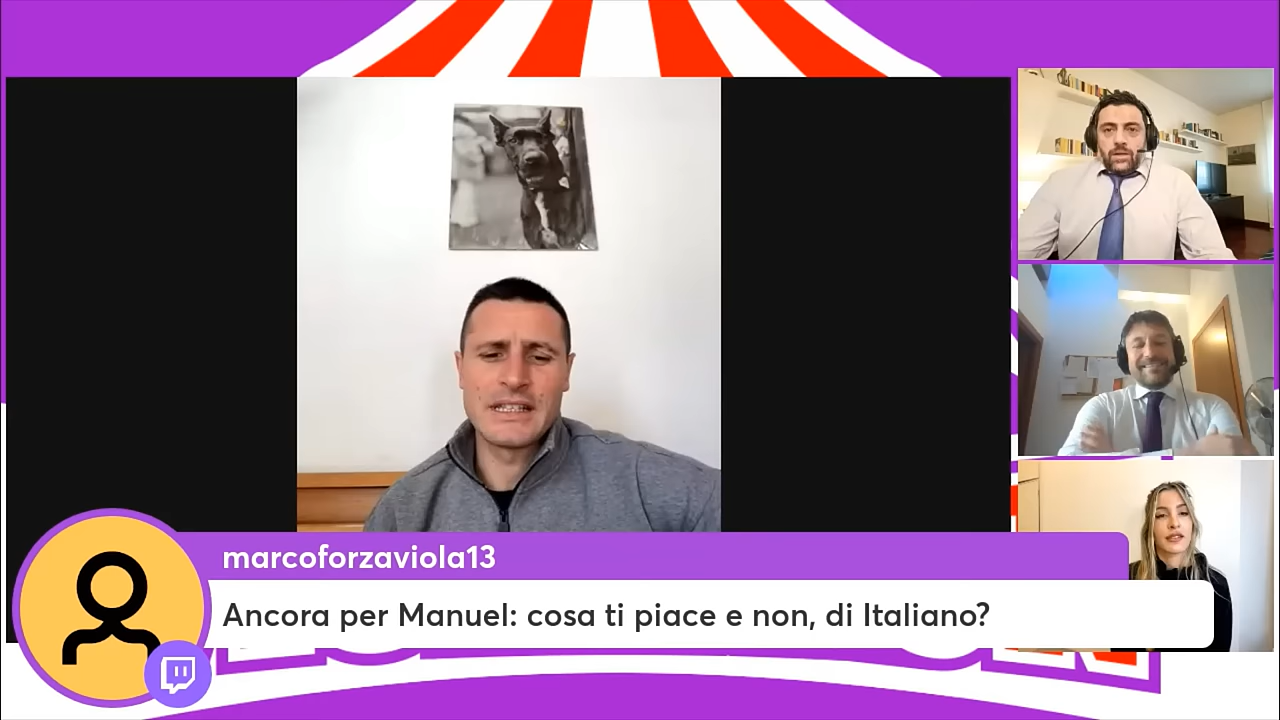 marcoforzaviola13
Ancora per Manuel: cosa ti piace e non, di Italiano?